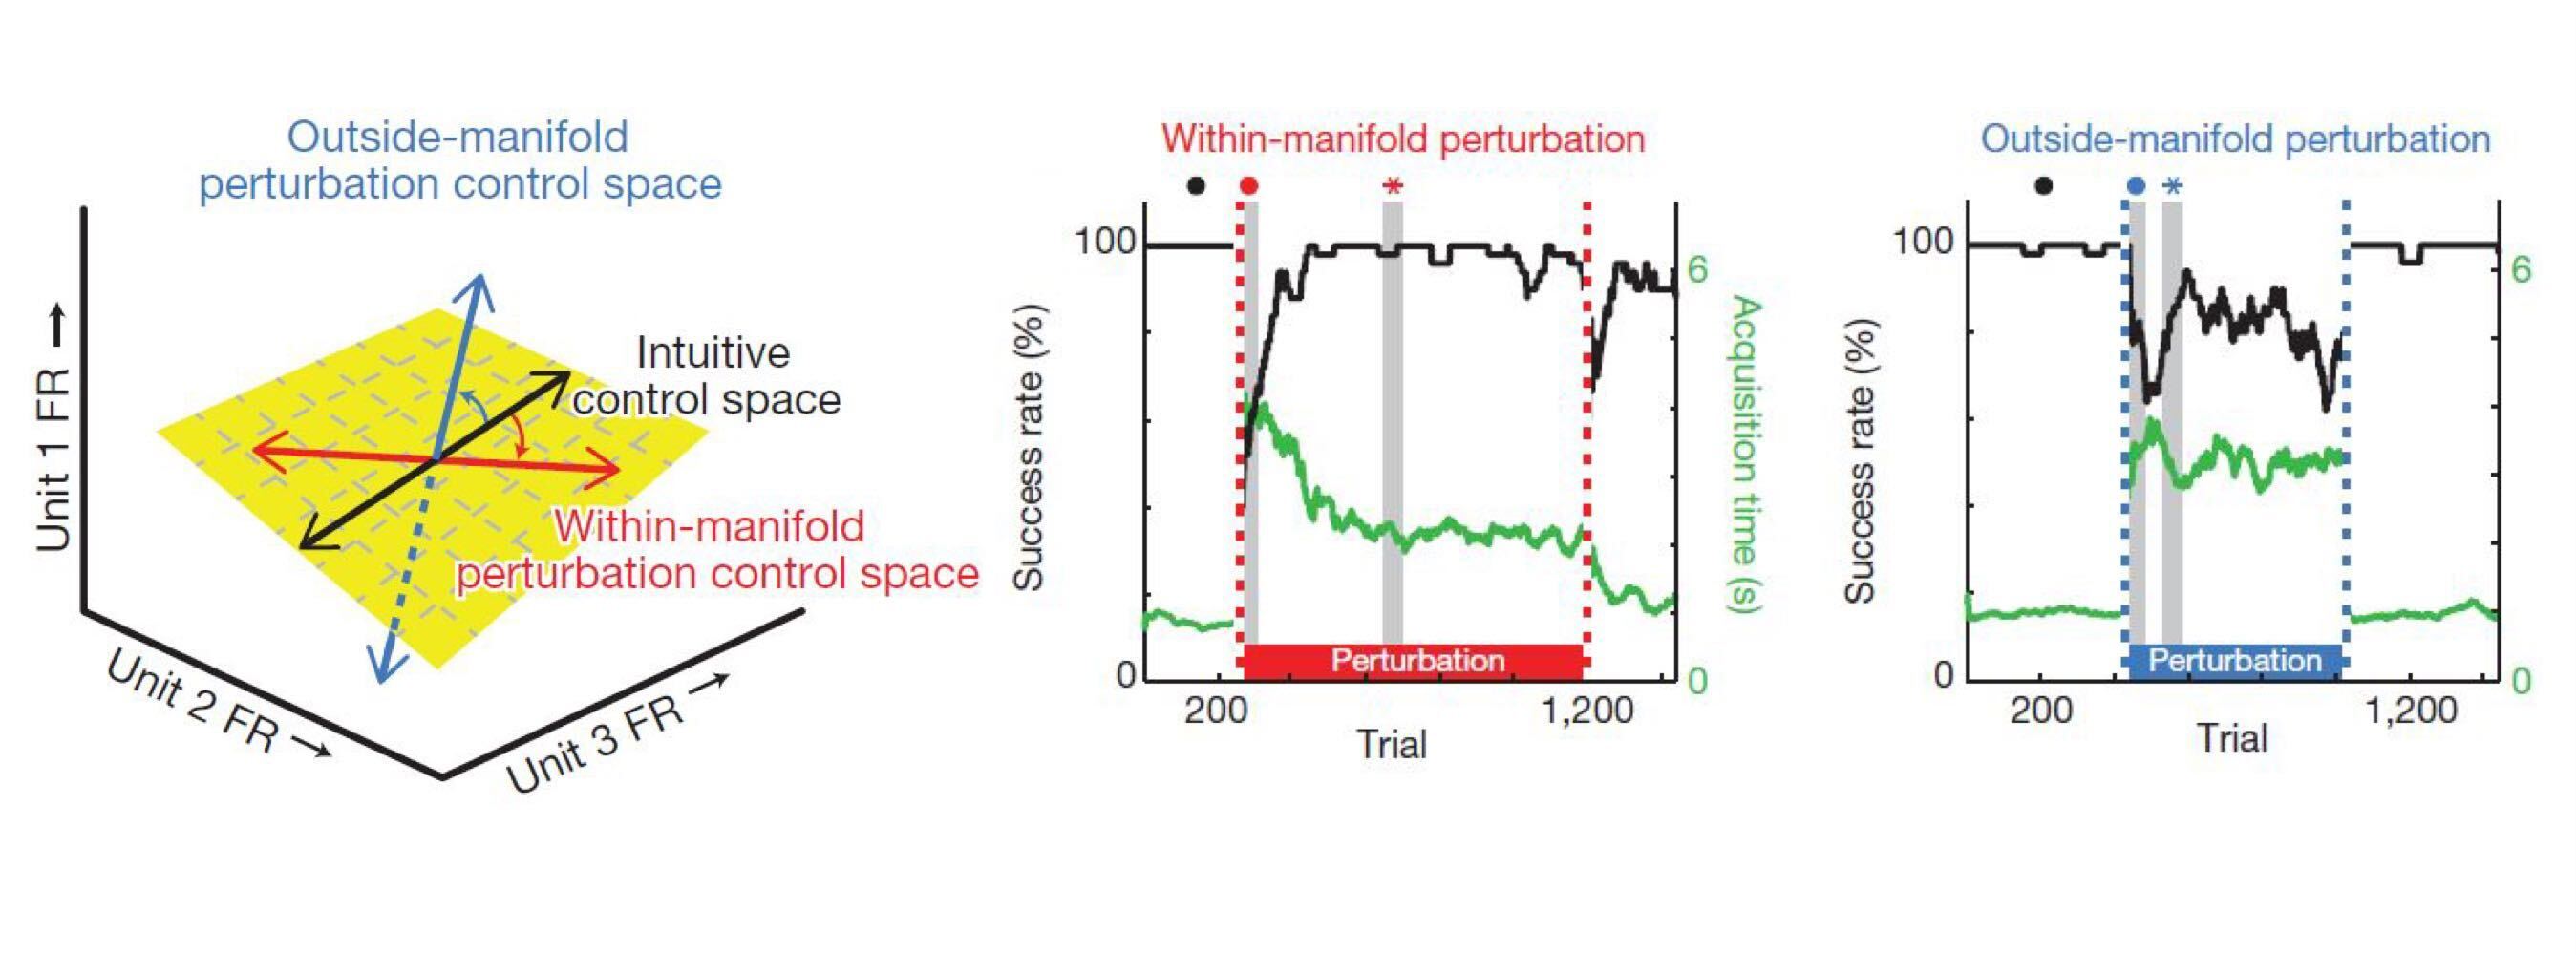 Outside-manifold
perturbation control space
Unit 1 FR →
Intuitive
control space
Within-manifold
perturbation control space
Unit 2 FR →
Unit 3 FR →
Within-manifold perturbation
*
100
0
Success rate (%)
6
0
Acquisition time (s)
Perturbation
200
1,200
Trial
Outside-manifold perturbation
*
100
0
Success rate (%)
6
0
Perturbation
200
1,200
Trial